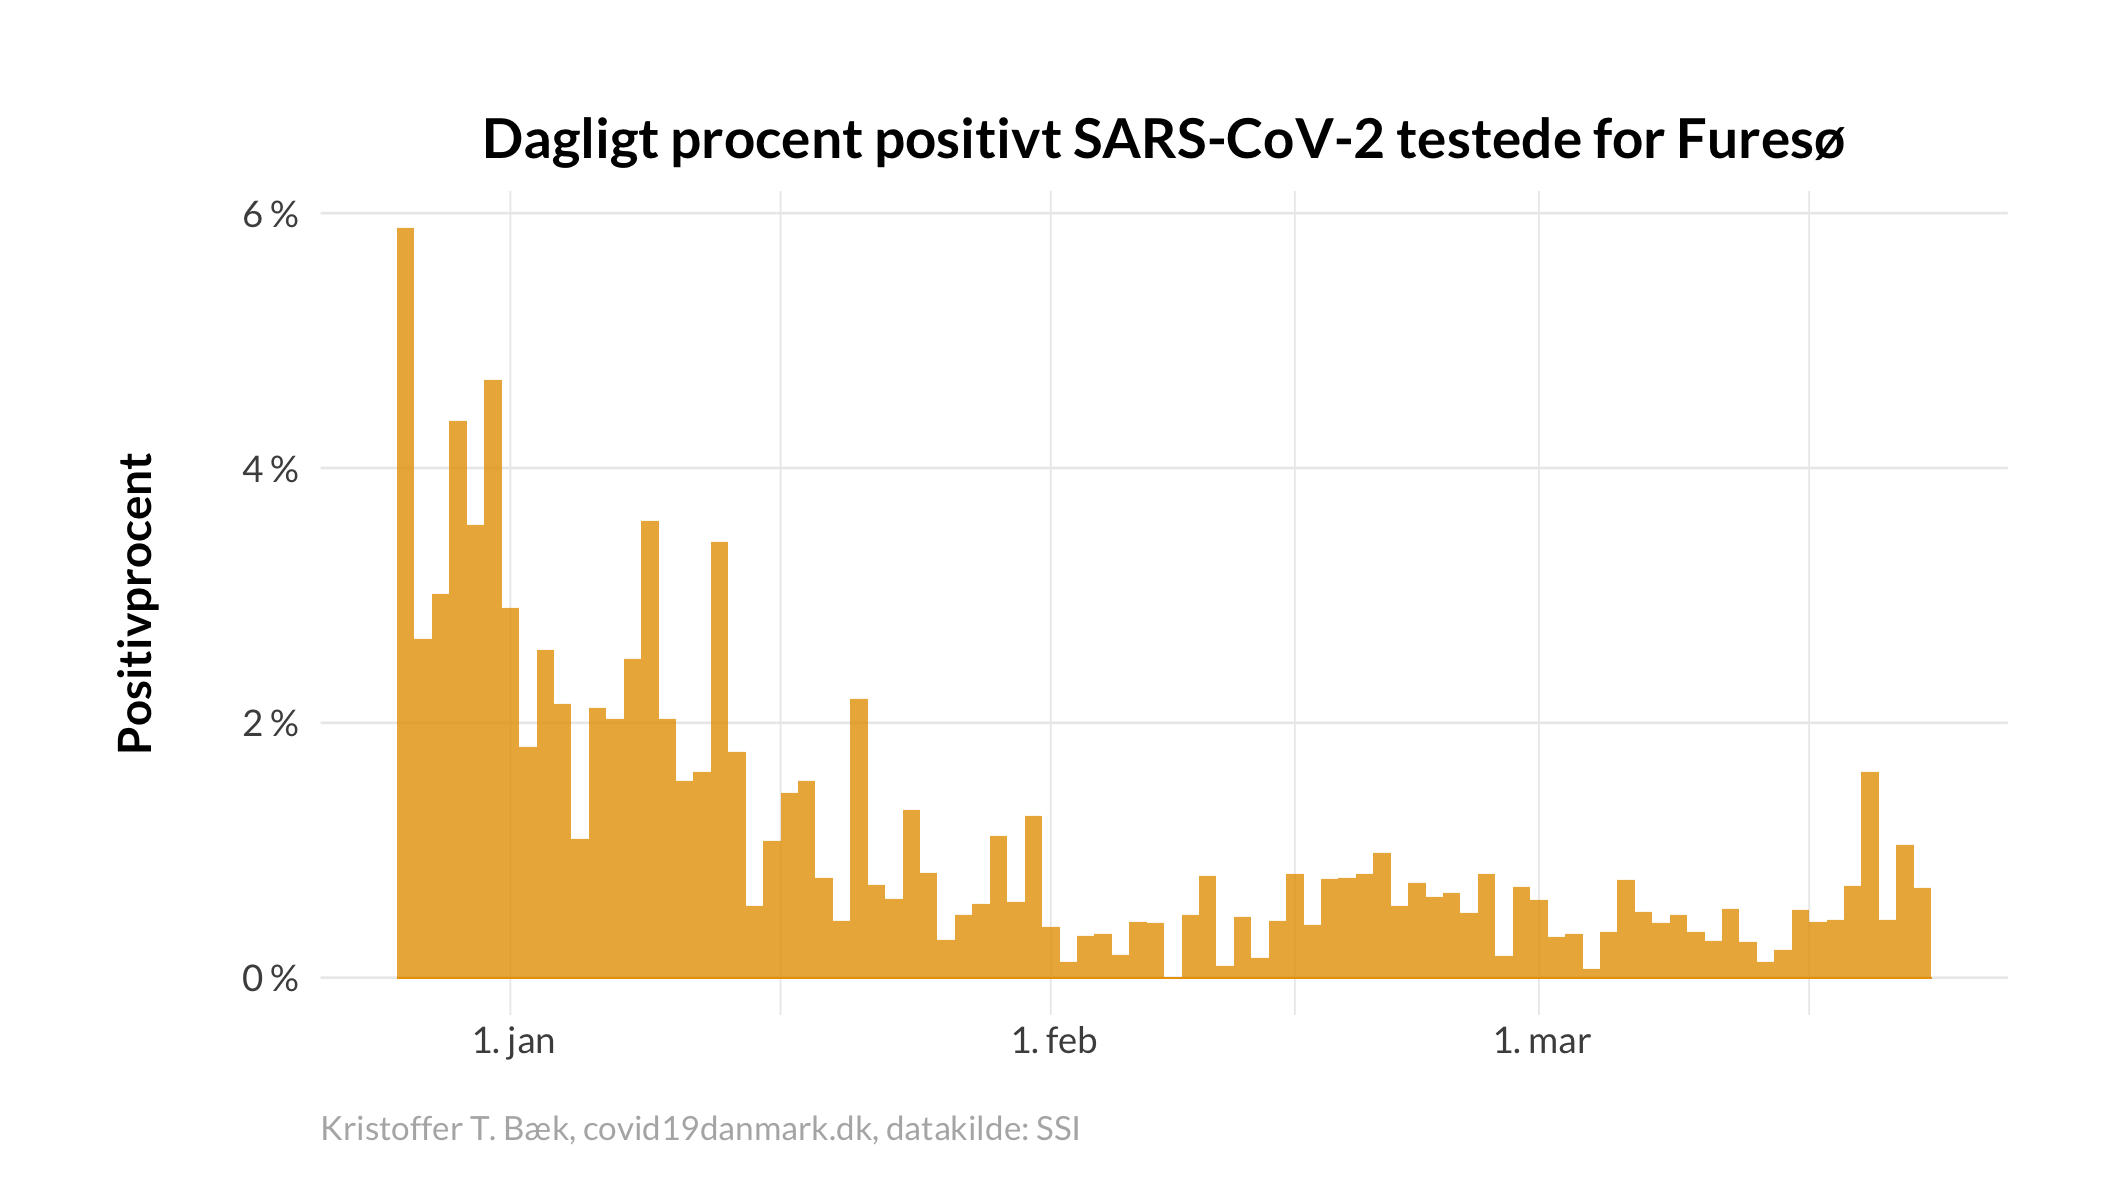 Dagligt procent positivt SARS-CoV-2 testede for Furesø
Positivprocent
6 %
4 %
2 %
0 %
1. jan
1. feb
1. mar
Kristoffer T. Bæk, covid19danmark.dk, datakilde: SSI